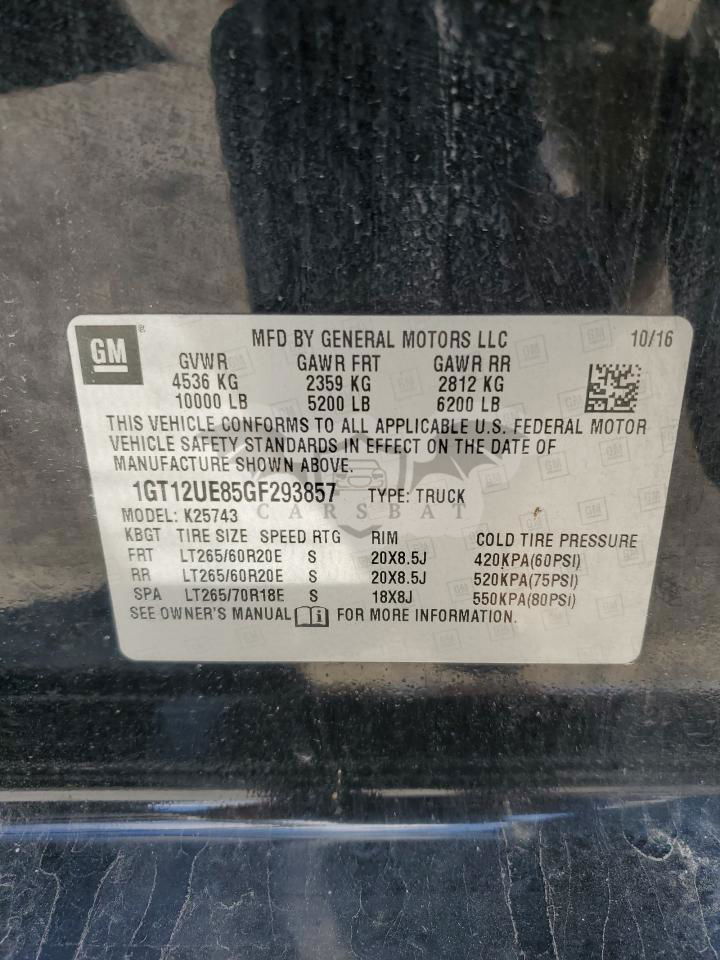 GM ® MFD BY GENERAL MOTORS LLC 10/16
GVWR GAWR FRT GAWR RR
4536 KG 2359 KG 2812 KG
10000 LB 5200 LB 6200 LB
THIS VEHICLE CONFORMS TO ALL APPLICABLE U.S. FEDERAL MOTOR
VEHICLE SAFETY STANDARDS IN EFFECT ON THE DATE OF
MANUFACTURE SHOWN ABOVE.
1GT12UE85GF293857 TYPE: TRUCK
CARSBAT
MODEL: K25743
KBGT TIRE SIZE SPEED RTG RIM COLD TIRE PRESSURE
FRT LT265/60R20E S 20X8.5J 420KPA(60PSI)
RR LT265/60R20E S 20X8.5J 520KPA(75PSI)
SPA LT265/70R18E S 18X8J 550KPA(80PSI)
SEE OWNER'S MANUAL i FOR MORE INFORMATION.